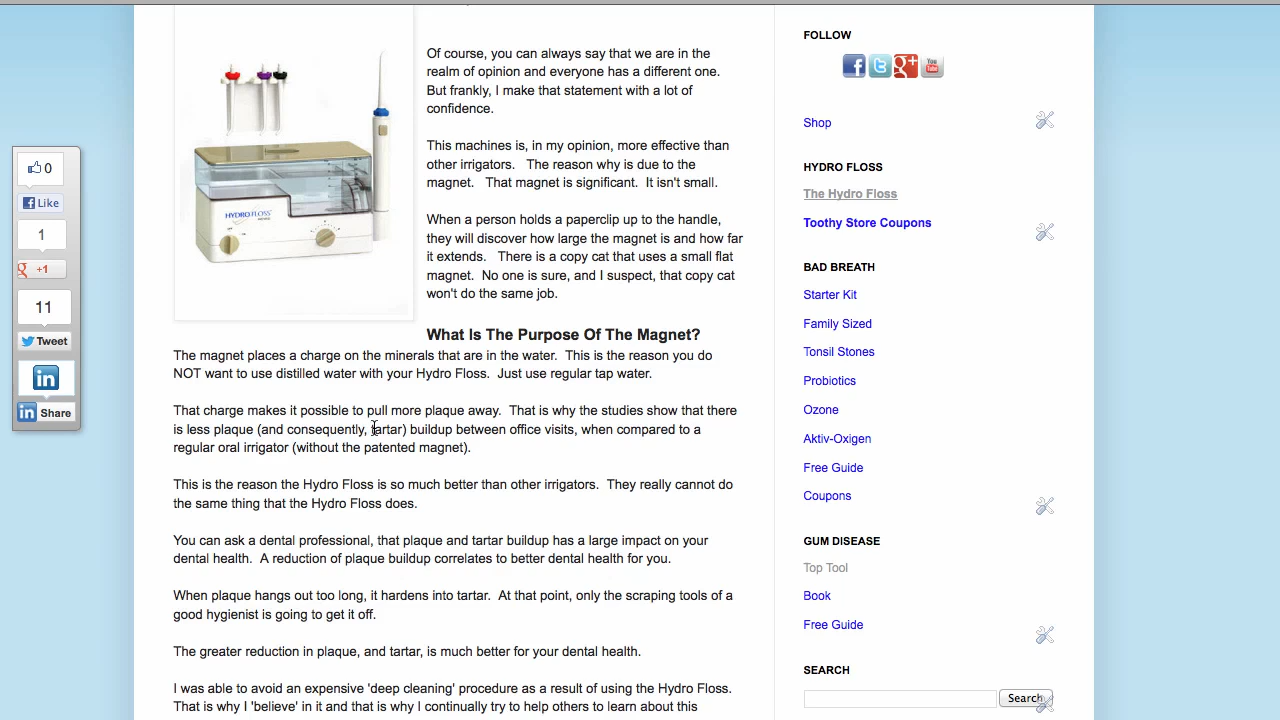 Of course, you can always say that we are in the
realm of opinion and everyone has a different one.
But frankly, I make that statement with a lot of
confidence.
This machines is, in my opinion, more effective than
other irrigators.   The reason why is due to the
magnet.   That magnet is significant.  It isn't small.
When a person holds a paperclip up to the handle,
they will discover how large the magnet is and how far
it extends.   There is a copy cat that uses a small flat
magnet.  No one is sure, and I suspect, that copy cat
won't do the same job.
HYDRO FLOSS
What Is The Purpose Of The Magnet?
The magnet places a charge on the minerals that are in the water.  This is the reason you do
NOT want to use distilled water with your Hydro Floss.  Just use regular tap water.
That charge makes it possible to pull more plaque away.  That is why the studies show that there
is less plaque (and consequently, tartar) buildup between office visits, when compared to a
regular oral irrigator (without the patented magnet).
This is the reason the Hydro Floss is so much better than other irrigators.  They really cannot do
the same thing that the Hydro Floss does.
You can ask a dental professional, that plaque and tartar buildup has a large impact on your
dental health.  A reduction of plaque buildup correlates to better dental health for you.
When plaque hangs out too long, it hardens into tartar.  At that point, only the scraping tools of a
good hygienist is going to get it off.
The greater reduction in plaque, and tartar, is much better for your dental health.
I was able to avoid an expensive 'deep cleaning' procedure as a result of using the Hydro Floss.
That is why I 'believe' in it and that is why I continually try to help others to learn about this
0
Like
1
+1
11
Tweet
in
in Share
FOLLOW
f
t
g+
You Tube
Shop
HYDRO FLOSS
The Hydro Floss
Toothy Store Coupons
BAD BREATH
Starter Kit
Family Sized
Tonsil Stones
Probiotics
Ozone
Aktiv-Oxigen
Free Guide
Coupons
GUM DISEASE
Top Tool
Book
Free Guide
SEARCH
Search